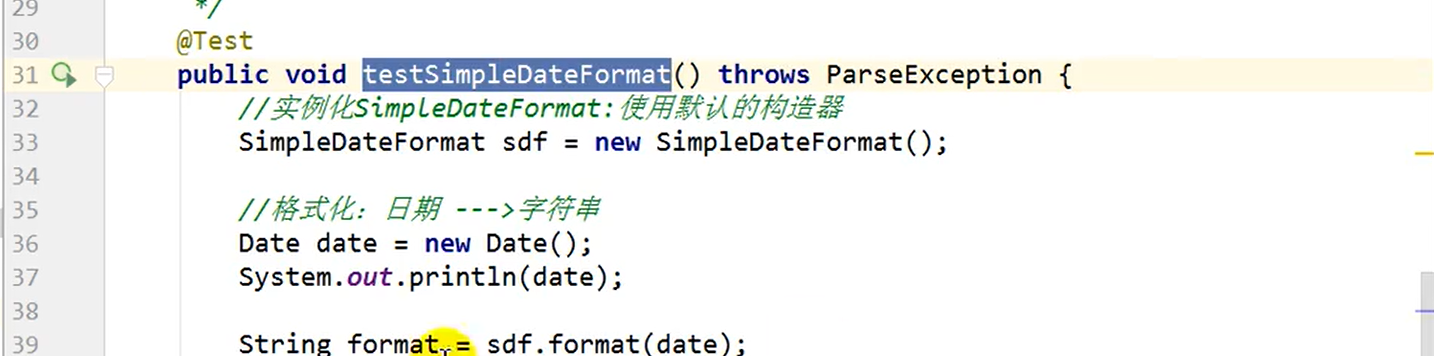 29 */
30 @Test
31 public void testSimpleDateFormat() throws ParseException {
32 //实例化SimpleDateFormat:使用默认的构造器
33 SimpleDateFormat sdf = new SimpleDateFormat();
34
35 //格式化：日期 --->字符串
36 Date date = new Date();
37 System.out.println(date);
38
39 String format = sdf.format(date);